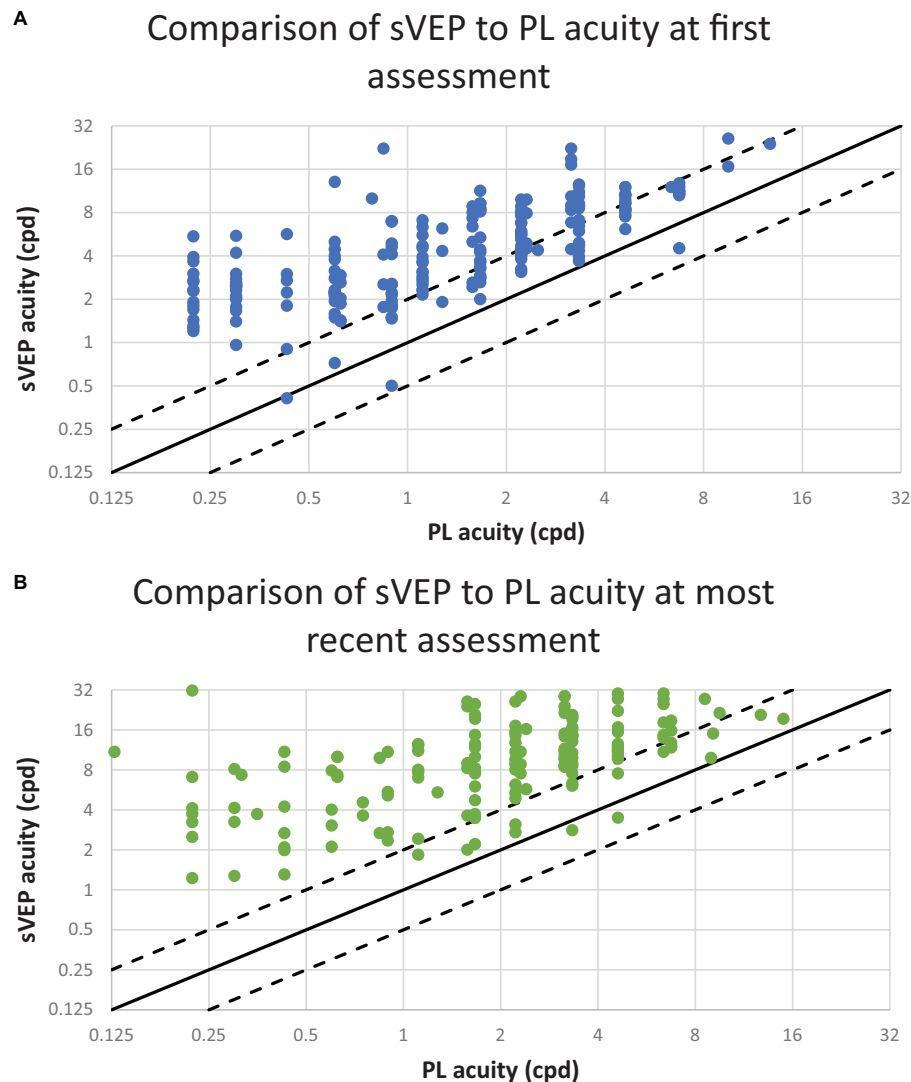 A
Comparison of sVEP to PL acuity at first
assessment
sVEP acuity (cpd)
32
16
8
4
2
1
0.5
0.25
0.125
0.125 0.25 0.5 1 2 4 8 16 32
PL acuity (cpd)
B
Comparison of sVEP to PL acuity at most
recent assessment
sVEP acuity (cpd)
32
16
8
4
2
1
0.5
0.25
0.125
0.125 0.25 0.5 1 2 4 8 16 32
PL acuity (cpd)